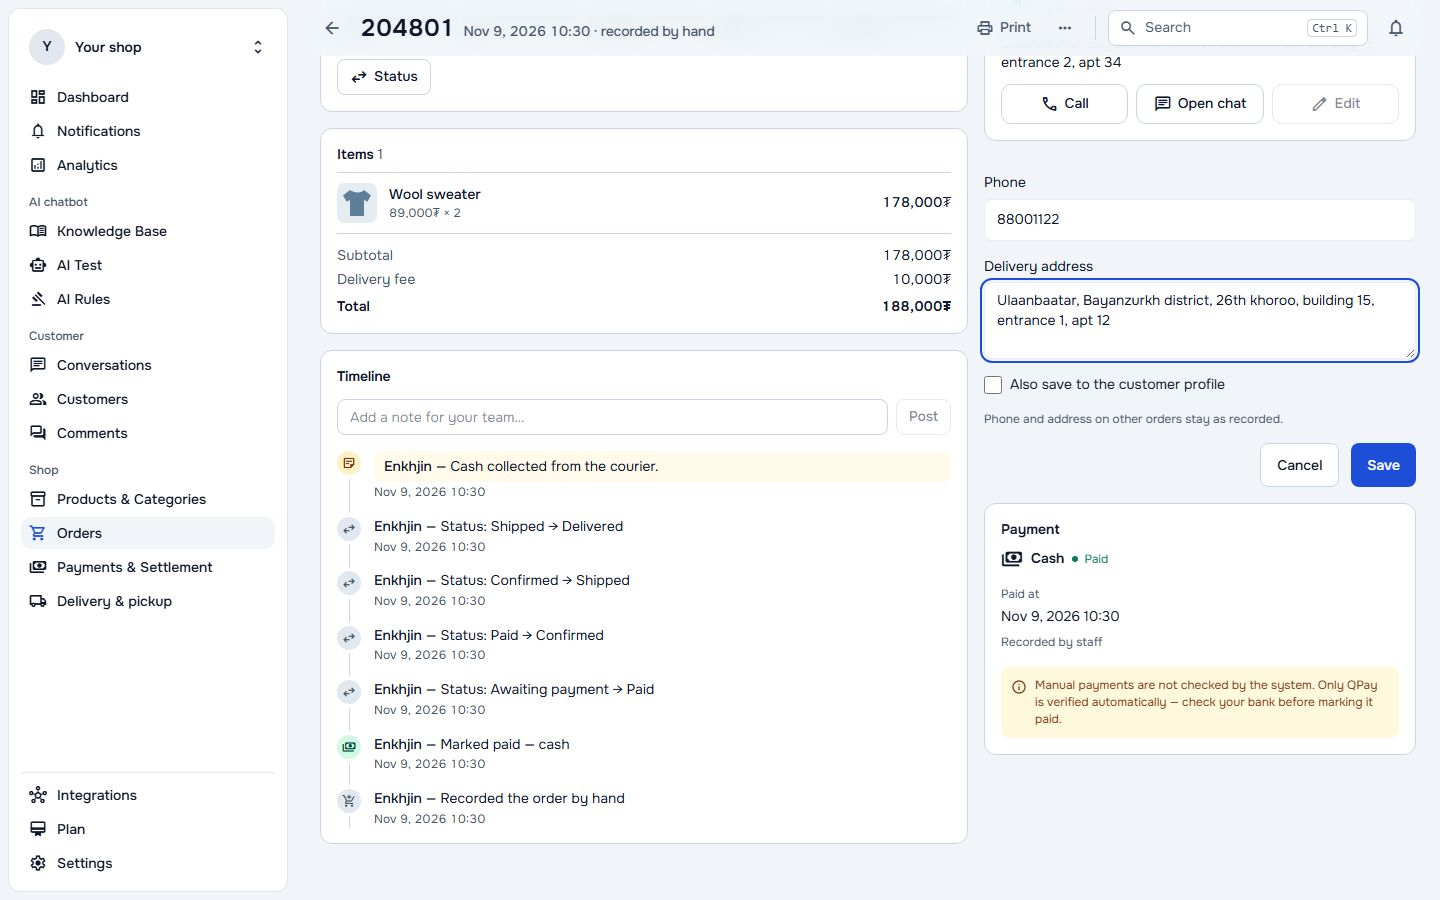 Y
Your shop
Dashboard
Notifications
Analytics
AI chatbot
Knowledge Base
AI Test
AI Rules
Customer
Conversations
Customers
Comments
Shop
Products & Categories
Orders
Payments & Settlement
Delivery & pickup
Integrations
Plan
Settings
204801 Nov 9, 2026 10:30 · recorded by hand
Print
Search
Ctrl K
Status
Items 1
Wool sweater
89,000₮ × 2
178,000₮
Subtotal 178,000₮
Delivery fee 10,000₮
Total 188,000₮
Timeline
Add a note for your team...
Post
Enkhjin — Cash collected from the courier.
Nov 9, 2026 10:30
Enkhjin — Status: Shipped → Delivered
Nov 9, 2026 10:30
Enkhjin — Status: Confirmed → Shipped
Nov 9, 2026 10:30
Enkhjin — Status: Paid → Confirmed
Nov 9, 2026 10:30
Enkhjin — Status: Awaiting payment → Paid
Nov 9, 2026 10:30
Enkhjin — Marked paid — cash
Nov 9, 2026 10:30
Enkhjin — Recorded the order by hand
Nov 9, 2026 10:30
entrance 2, apt 34
Call
Open chat
Edit
Phone
88001122
Delivery address
Ulaanbaatar, Bayanzurkh district, 26th khoroo, building 15,
entrance 1, apt 12
Also save to the customer profile
Phone and address on other orders stay as recorded.
Cancel
Save
Payment
Cash
Paid
Paid at
Nov 9, 2026 10:30
Recorded by staff
Manual payments are not checked by the system. Only QPay
is verified automatically — check your bank before marking it
paid.